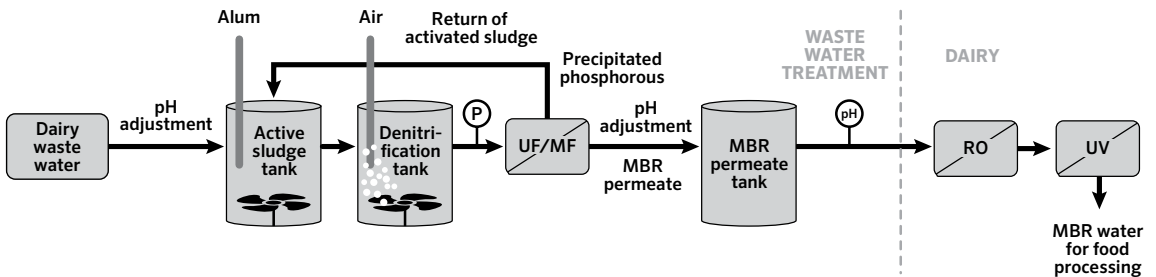 Alum
Air
Return of
activated sludge
Precipitated
phosphorous
WASTE
WATER
TREATMENT
DAIRY
Dairy
waste
water
pH
adjustment
Active
sludge
tank
Denitri-
fication
tank
P
UF/MF
pH
adjustment
MBR
permeate
MBR
permeate
tank
pH
RO
UV
MBR water
for food
processing